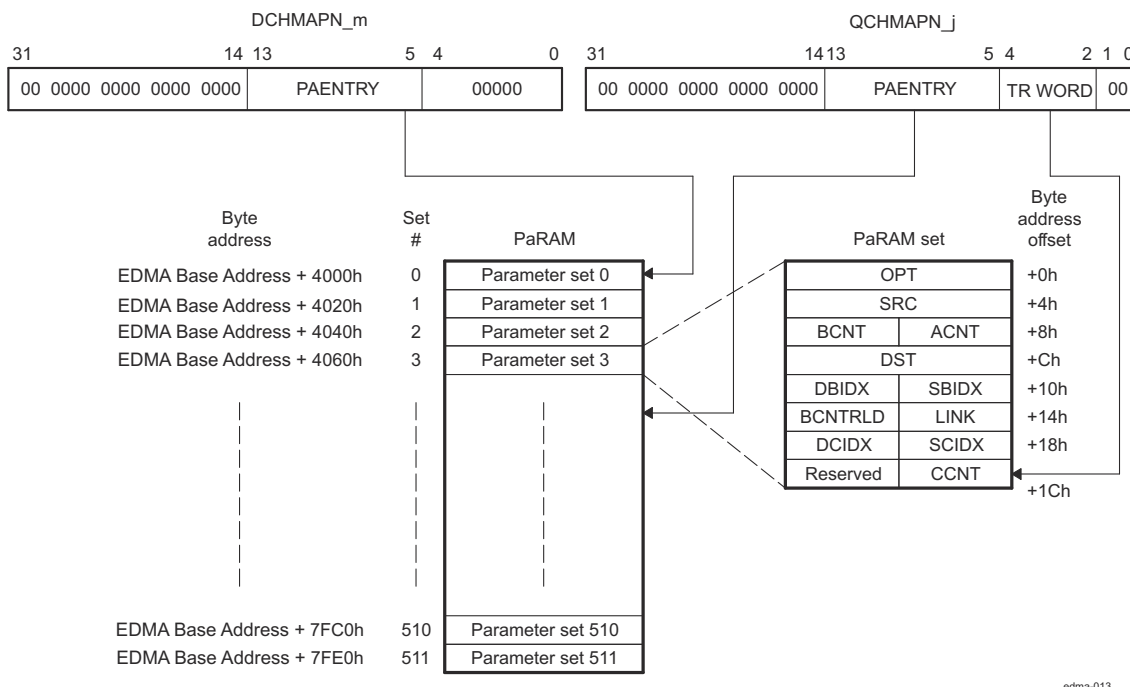 DCHMAPN_m
QCHMAPN_j
31 14 13 5 4 0
31 14 13 5 4 2 1 0
00 0000 0000 0000 0000 PAENTRY 00000
00 0000 0000 0000 0000 PAENTRY TR WORD 00
Byte
address
Set
#
PaRAM
PaRAM set
Byte
address
offset
EDMA Base Address + 4000h 0 Parameter set 0
EDMA Base Address + 4020h 1 Parameter set 1
EDMA Base Address + 4040h 2 Parameter set 2
EDMA Base Address + 4060h 3 Parameter set 3
OPT +0h
SRC +4h
BCNT ACNT +8h
DST +Ch
DBIDX SBIDX +10h
BCNTRLD LINK +14h
DCIDX SCIDX +18h
Reserved CCNT
+1Ch
EDMA Base Address + 7FC0h 510 Parameter set 510
EDMA Base Address + 7FE0h 511 Parameter set 511
edma-013